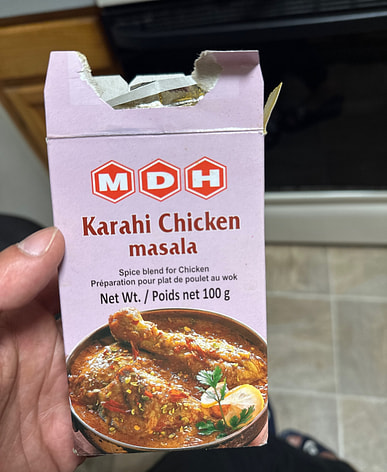 MDH
Karahi Chicken
masala
Spice blend for Chicken
Préparation pour plat de poulet au wok
Net Wt. / Poids net 100 g